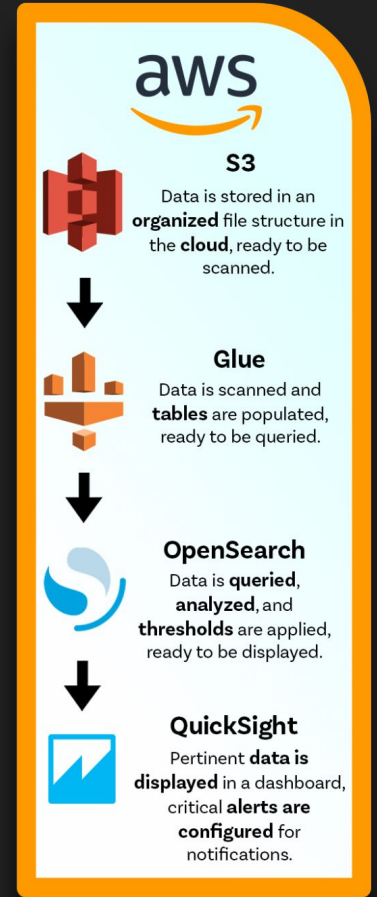 aws
S3
Data is stored in an
organized file structure in
the cloud, ready to be
scanned.
Glue
Data is scanned and
tables are populated,
ready to be queried.
OpenSearch
Data is queried,
analyzed, and
thresholds are applied,
ready to be displayed.
QuickSight
Pertinent data is
displayed in a dashboard,
critical alerts are
configured for
notifications.